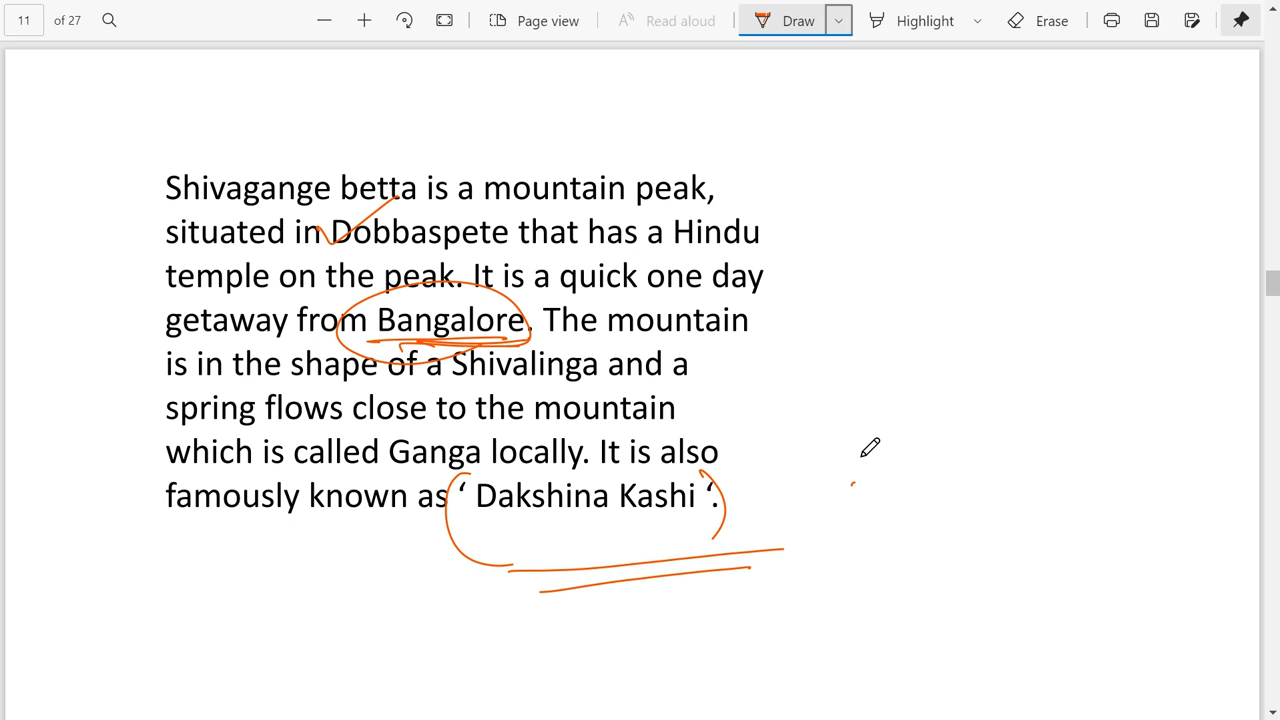 11 of 27 Page view Read aloud Draw Highlight Erase
Shivagange betta is a mountain peak,
situated in Dobbaspete that has a Hindu
temple on the peak. It is a quick one day
getaway from Bangalore. The mountain
is in the shape of a Shivalinga and a
spring flows close to the mountain
which is called Ganga locally. It is also
famously known as ‘ Dakshina Kashi ‘.